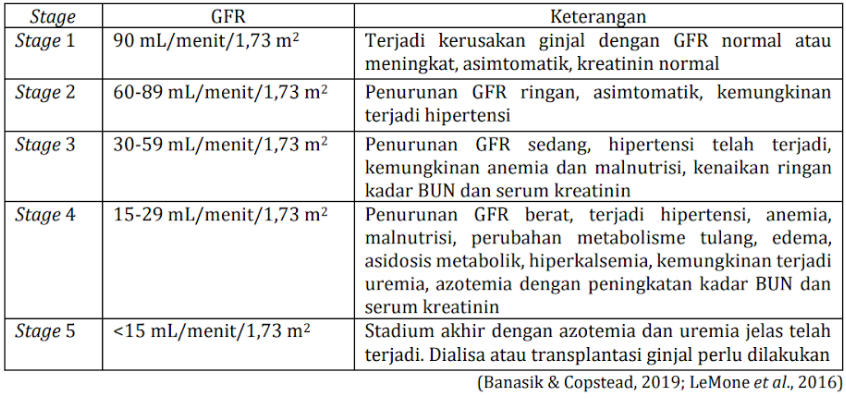 Stage GFR Keterangan
Stage 1 90 mL/menit/1,73 m² Terjadi kerusakan ginjal dengan GFR normal atau
meningkat, asimtomatik, kreatinin normal
Stage 2 60-89 mL/menit/1,73 m² Penurunan GFR ringan, asimtomatik, kemungkinan
terjadi hipertensi
Stage 3 30-59 mL/menit/1,73 m² Penurunan GFR sedang, hipertensi telah terjadi,
kemungkinan anemia dan malnutrisi, kenaikan ringan
kadar BUN dan serum kreatinin
Stage 4 15-29 mL/menit/1,73 m² Penurunan GFR berat, terjadi hipertensi, anemia,
malnutrisi, perubahan metabolisme tulang, edema,
asidosis metabolik, hiperkalsemia, kemungkinan terjadi
uremia, azotemia dengan peningkatan kadar BUN dan
serum kreatinin
Stage 5 <15 mL/menit/1,73 m² Stadium akhir dengan azotemia dan uremia jelas telah
terjadi. Dialisa atau transplantasi ginjal perlu dilakukan
(Banasik & Copstead, 2019; LeMone et al., 2016)